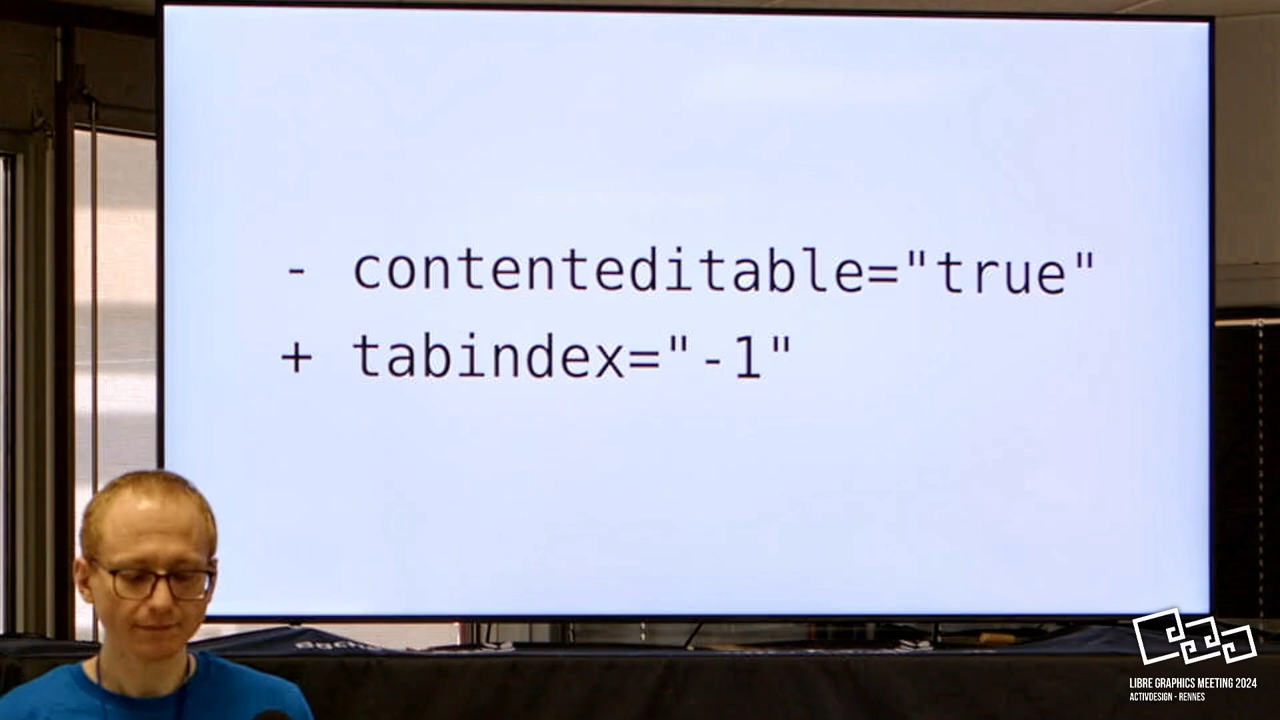 - contenteditable="true"
+ tabindex="-1"
LIBRE GRAPHICS MEETING 2024
ACTIVDESIGN - RENNES